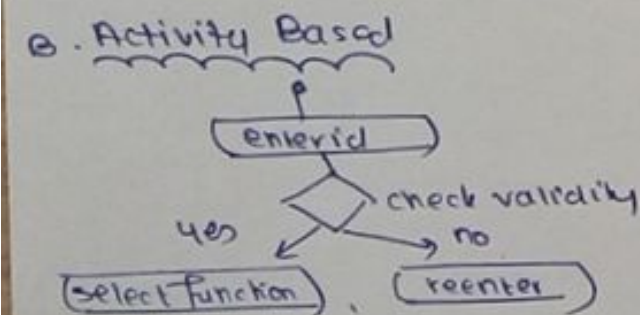 B. Activity Based
enterid
check validity
yes
no
select function
reenter